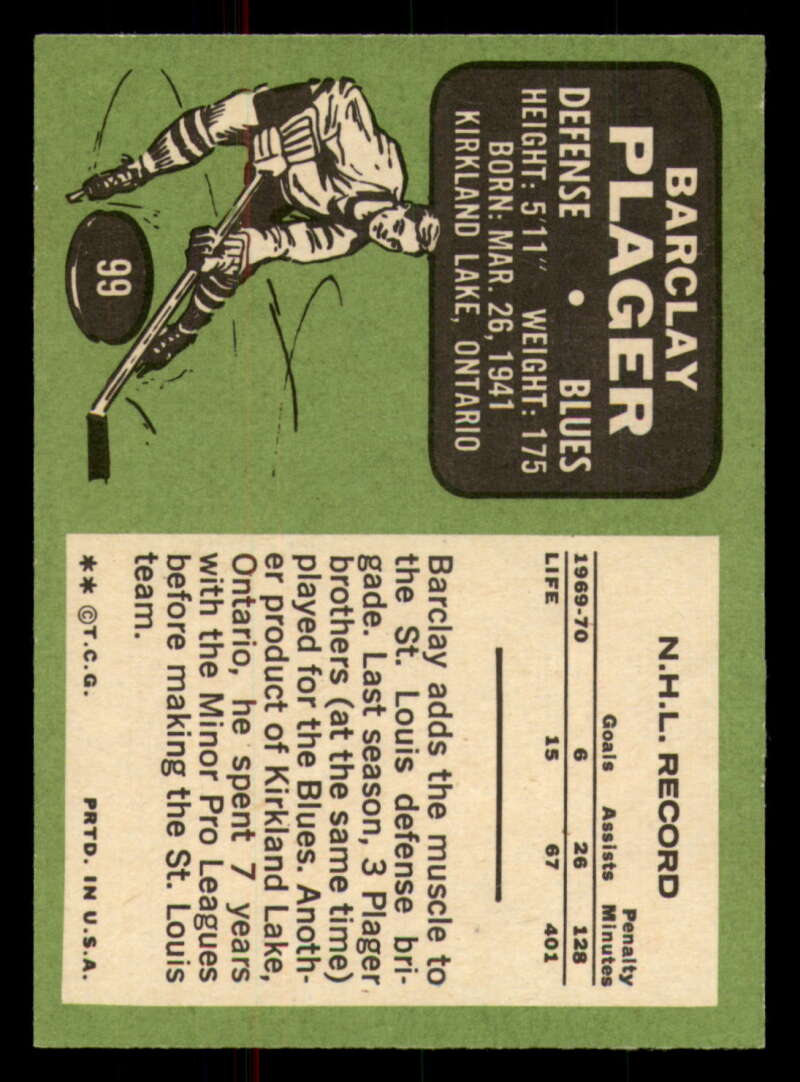 BARCLAY
PLAGER
DEFENSE • BLUES
HEIGHT: 5'11" WEIGHT: 175
BORN: MAR. 26, 1941
KIRKLAND LAKE, ONTARIO
99
N.H.L. RECORD
Penalty
Goals Assists Minutes
1969-70 6 26 128
LIFE 15 67 401
Barclay adds the muscle to
the St. Louis defense bri-
gade. Last season, 3 Plager
brothers (at the same time)
played for the Blues. Anoth-
er product of Kirkland Lake,
Ontario, he spent 7 years
with the Minor Pro Leagues
before making the St. Louis
team.
** ©T.C.G. PRTD. IN U.S.A.